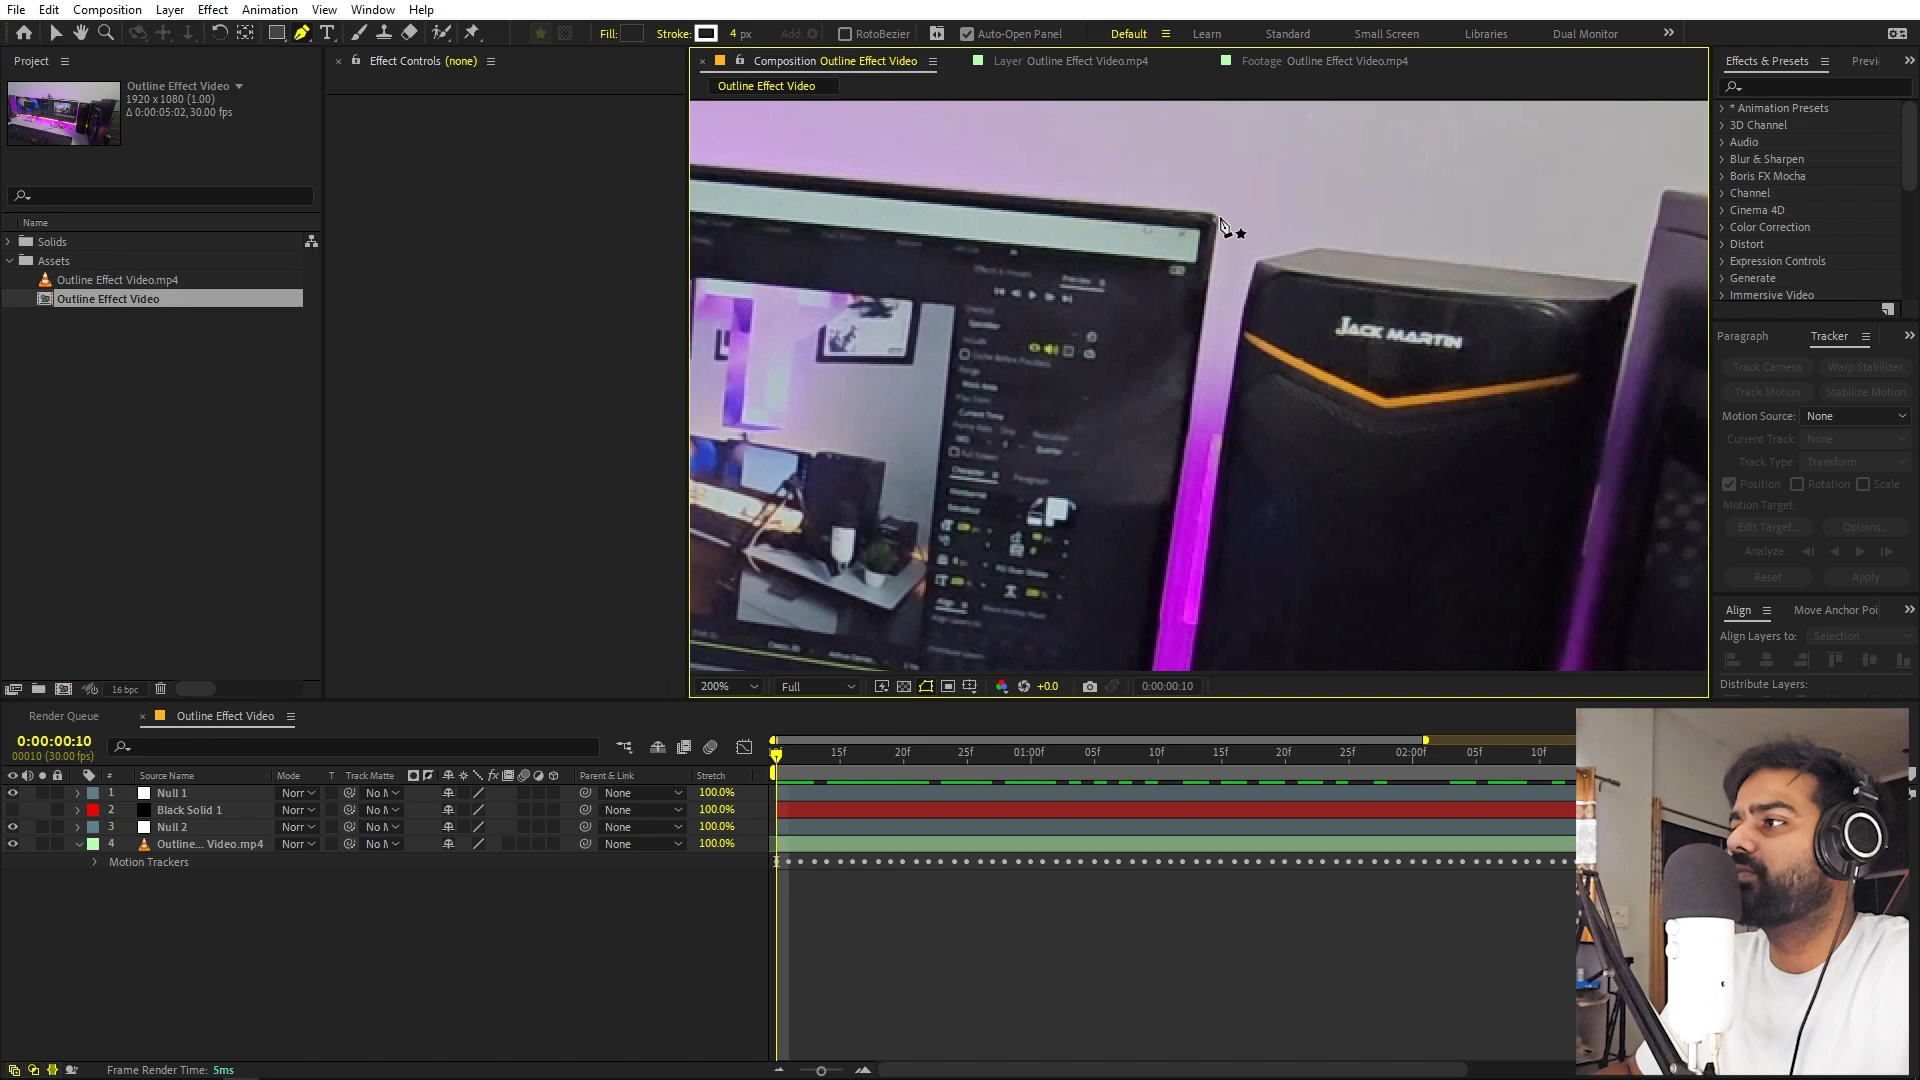 File Edit Composition Layer Effect Animation View Window Help
Fill: Stroke: 4 px Add: RotoBezier Auto-Open Panel Default Learn Standard Small Screen Libraries Dual Monitor
Project
Outline Effect Video
1920 x 1080 (1.00)
Δ 0:00:05:02, 30.00 fps
Name
Solids
Assets
Outline Effect Video.mp4
Outline Effect Video
16 bpc
Effect Controls (none)
Composition Outline Effect Video
Layer Outline Effect Video.mp4
Footage Outline Effect Video.mp4
Outline Effect Video
JACK MARTIN
200% Full +0.0 0:00:00:10
Effects & Presets Previ
* Animation Presets
3D Channel
Audio
Blur & Sharpen
Boris FX Mocha
Channel
Cinema 4D
Color Correction
Distort
Expression Controls
Generate
Immersive Video
Paragraph Tracker
Track Camera Warp Stabilizer
Track Motion Stabilize Motion
Motion Source: None
Current Track: None
Track Type: Transform
Position Rotation Scale
Motion Target:
Edit Target... Options...
Analyze:
Reset Apply
Align Move Anchor Poi
Align Layers to: Selection
Distribute Layers:
Render Queue Outline Effect Video
0:00:00:10
00010 (30.00 fps)
15f 20f 25f 01:00f 05f 10f 15f 20f 25f 02:00f 05f 10f
# Source Name Mode T Track Matte fx Parent & Link Stretch
1 Null 1 Norr No M None 100.0%
2 Black Solid 1 Norr No M None 100.0%
3 Null 2 Norr No M None 100.0%
4 Outline... Video.mp4 Norr No M None 100.0%
Motion Trackers
Frame Render Time: 5ms